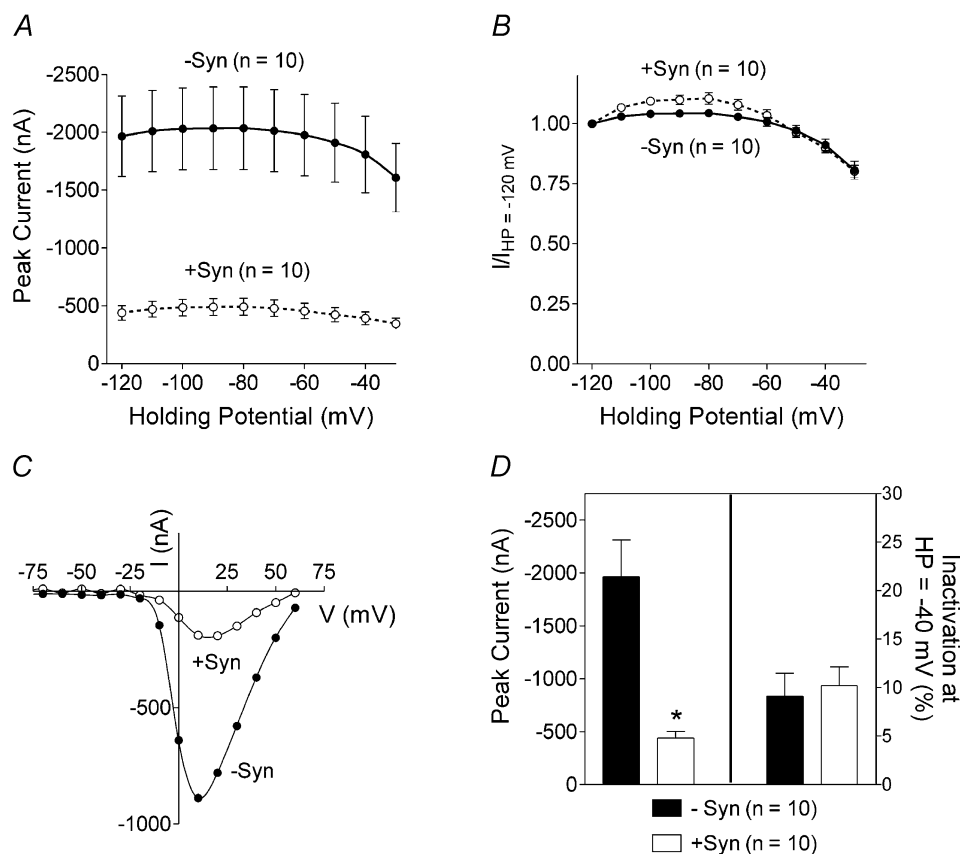 A
-Syn (n = 10)
-2500
-2000
-1500
-1000
-500
0
Peak Current (nA)
+Syn (n = 10)
-120 -100 -80 -60 -40
Holding Potential (mV)
B
+Syn (n = 10)
-Syn (n = 10)
1.00
0.75
0.50
0.25
0.00
I/I HP = -120 mV
-120 -100 -80 -60 -40
Holding Potential (mV)
C
I (nA)
-75 -50 -25 25 50 75
V (mV)
+Syn
-500
-Syn
-1000
D
-2500
-2000
-1500
-1000
-500
0
Peak Current (nA)
*
30
25
20
15
10
5
0
Inactivation at
HP = -40 mV (%)
- Syn (n = 10)
+Syn (n = 10)